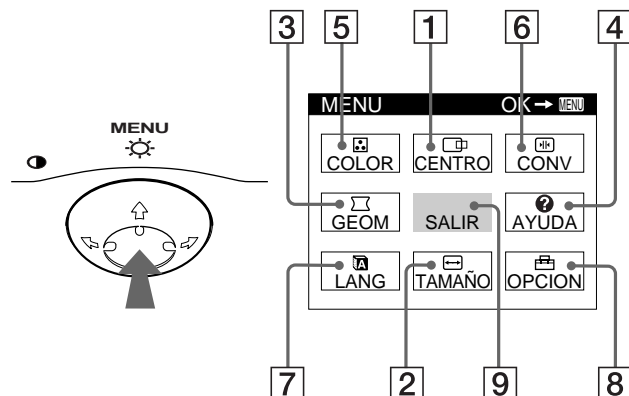 3 5 1 6 4
MENU
MENU OK→ MENU
COLOR CENTRO CONV
GEOM SALIR AYUDA
LANG TAMAÑO OPCION
7 2 9 8